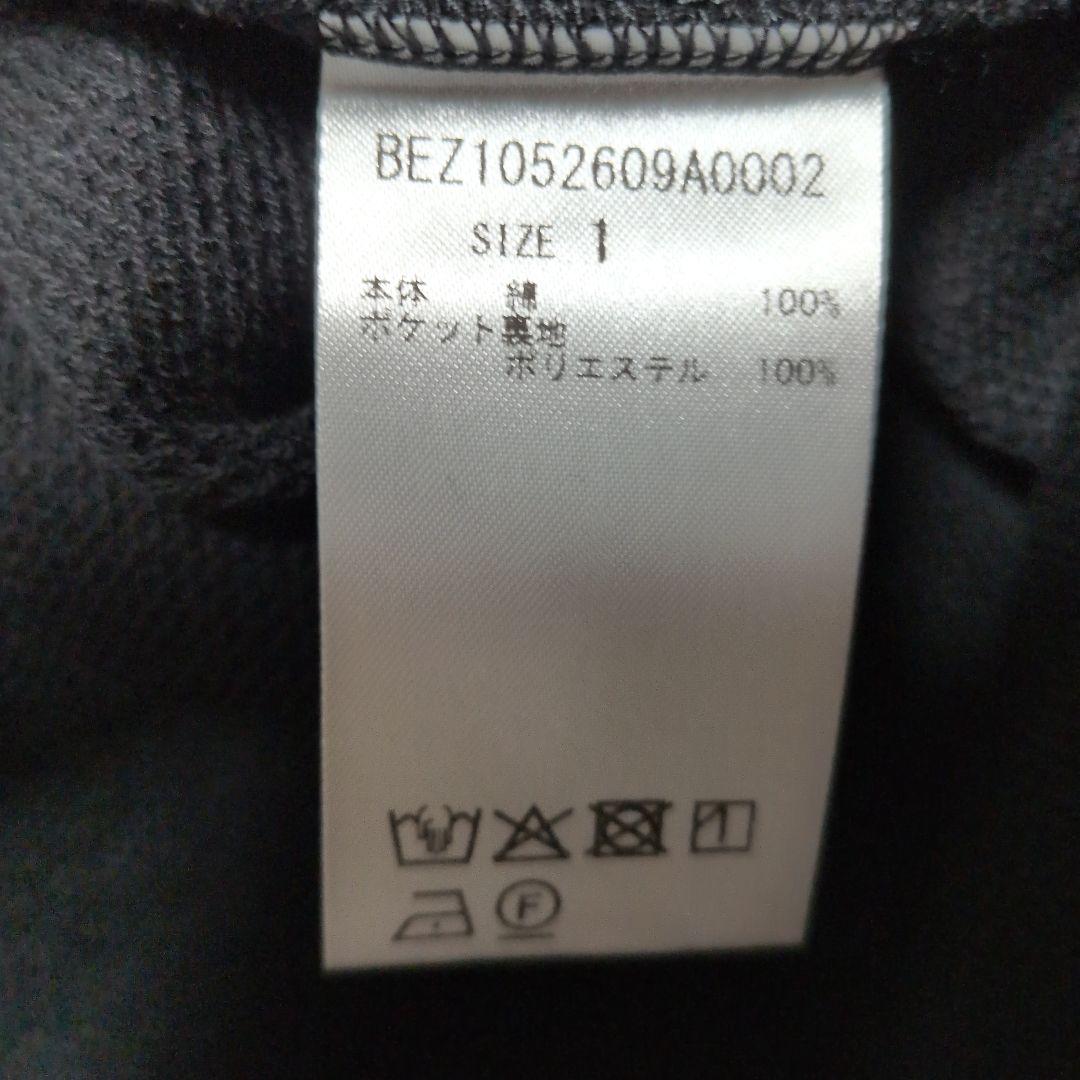 BEZ1052609A0002
SIZE 1
本体 綿 100%
ポケット裏地
ポリエステル 100%
F